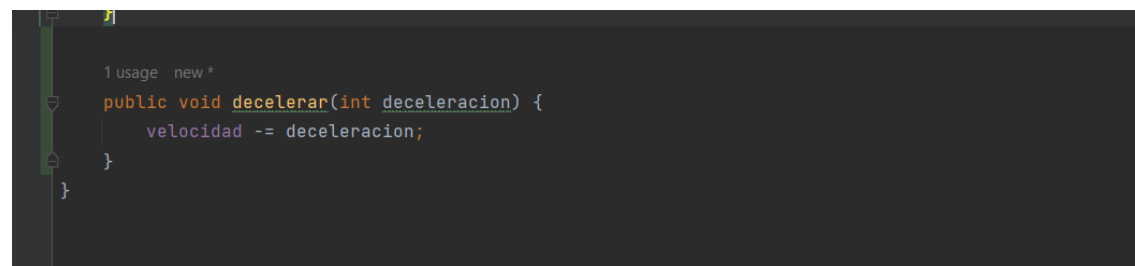 }
1 usage new *
public void decelerar(int deceleracion) {
velocidad -= deceleracion;
}
}